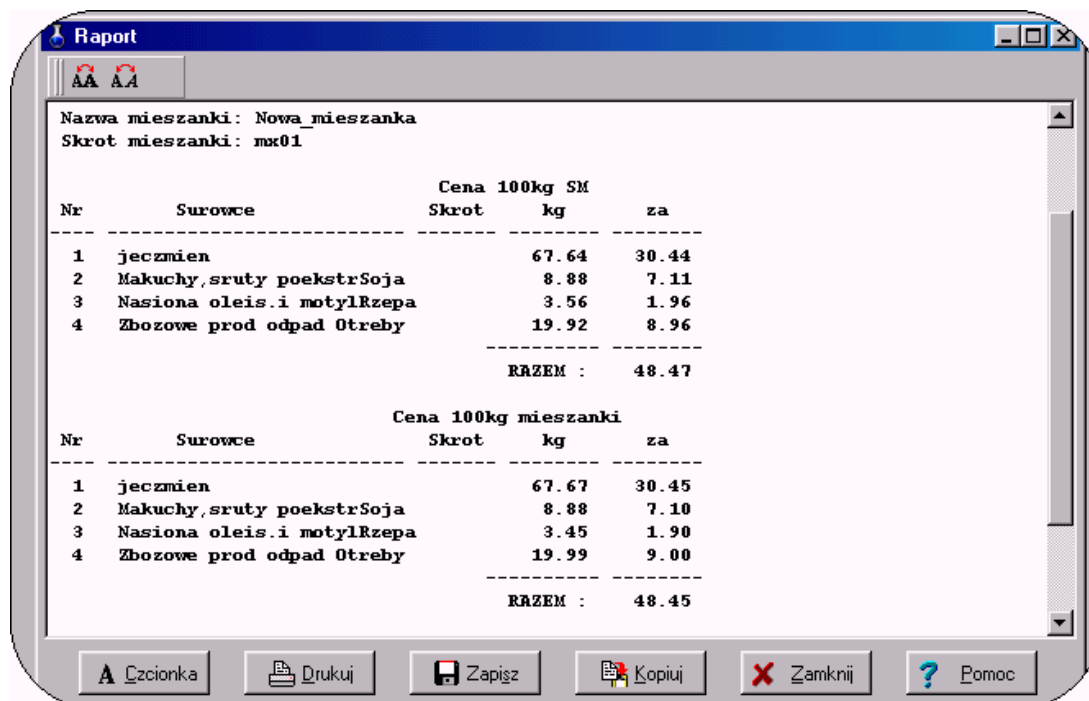 Raport
Nazwa mieszanki: Nowa_mieszanka
Skrot mieszanki: mx01
Cena 100kg SM
Nr Surowce Skrot kg za
---- -------------------------- ------- -------- --------
1 jeczmien 67.64 30.44
2 Makuchy,sruty poekstrSoja 8.88 7.11
3 Nasiona oleis.i motylRzepa 3.56 1.96
4 Zbozowe prod odpad Otreby 19.92 8.96
---------- --------
RAZEM : 48.47
Cena 100kg mieszanki
Nr Surowce Skrot kg za
---- -------------------------- ------- -------- --------
1 jeczmien 67.67 30.45
2 Makuchy,sruty poekstrSoja 8.88 7.10
3 Nasiona oleis.i motylRzepa 3.45 1.90
4 Zbozowe prod odpad Otreby 19.99 9.00
---------- --------
RAZEM : 48.45
A Czcionka Drukuj Zapisz Kopiuj Zamknij ? Pomoc